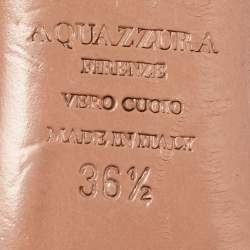 AQUAZZURA
FIRENZE
VERO CUOIO
MADE IN ITALY
36½